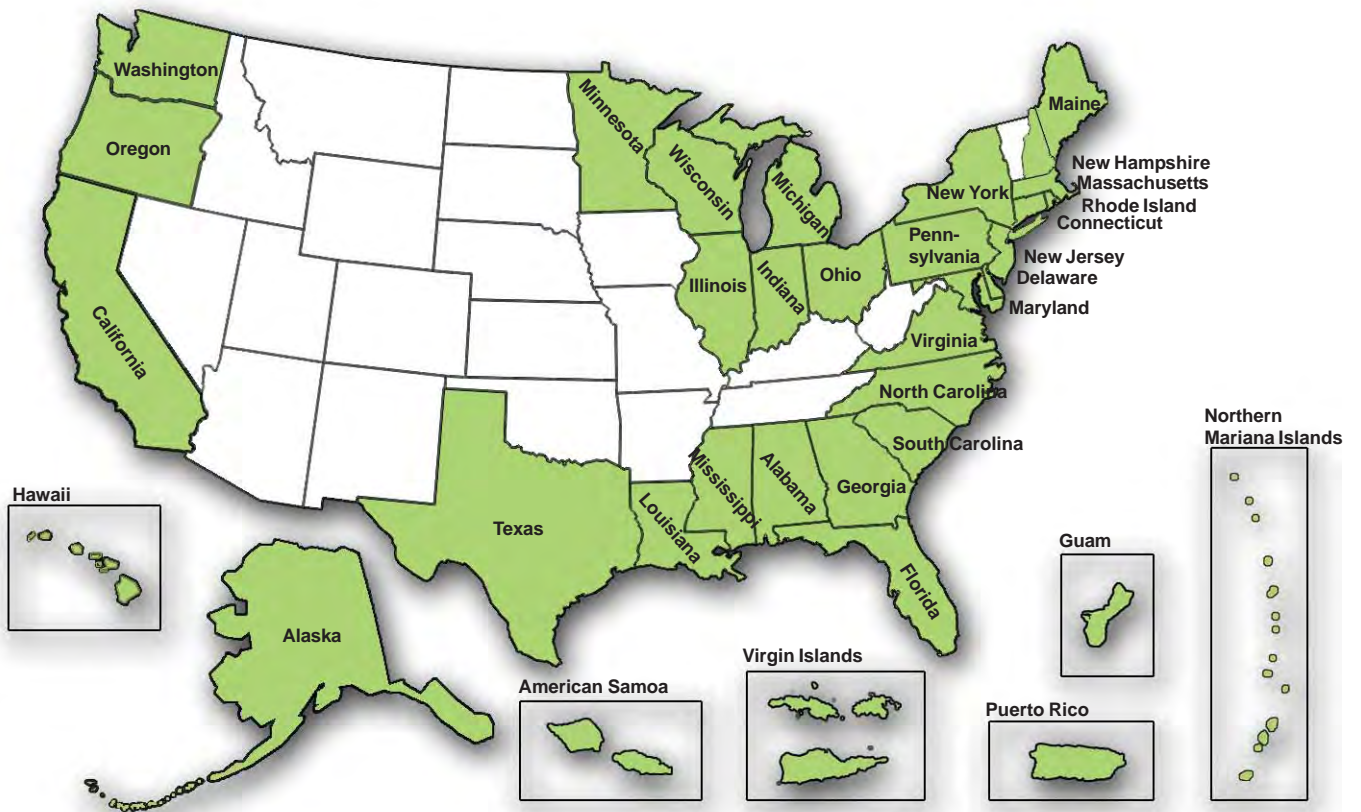 Washington
Oregon
California
Minnesota
Wisconsin
Michigan
Illinois
Indiana
Ohio
Maine
New Hampshire
Massachusetts
Rhode Island
Connecticut
New York
Penn-
sylvania
New Jersey
Delaware
Maryland
Virginia
North Carolina
South Carolina
Georgia
Alabama
Mississippi
Louisiana
Texas
Florida
Northern
Mariana Islands
Hawaii
Alaska
American Samoa
Virgin Islands
Guam
Puerto Rico